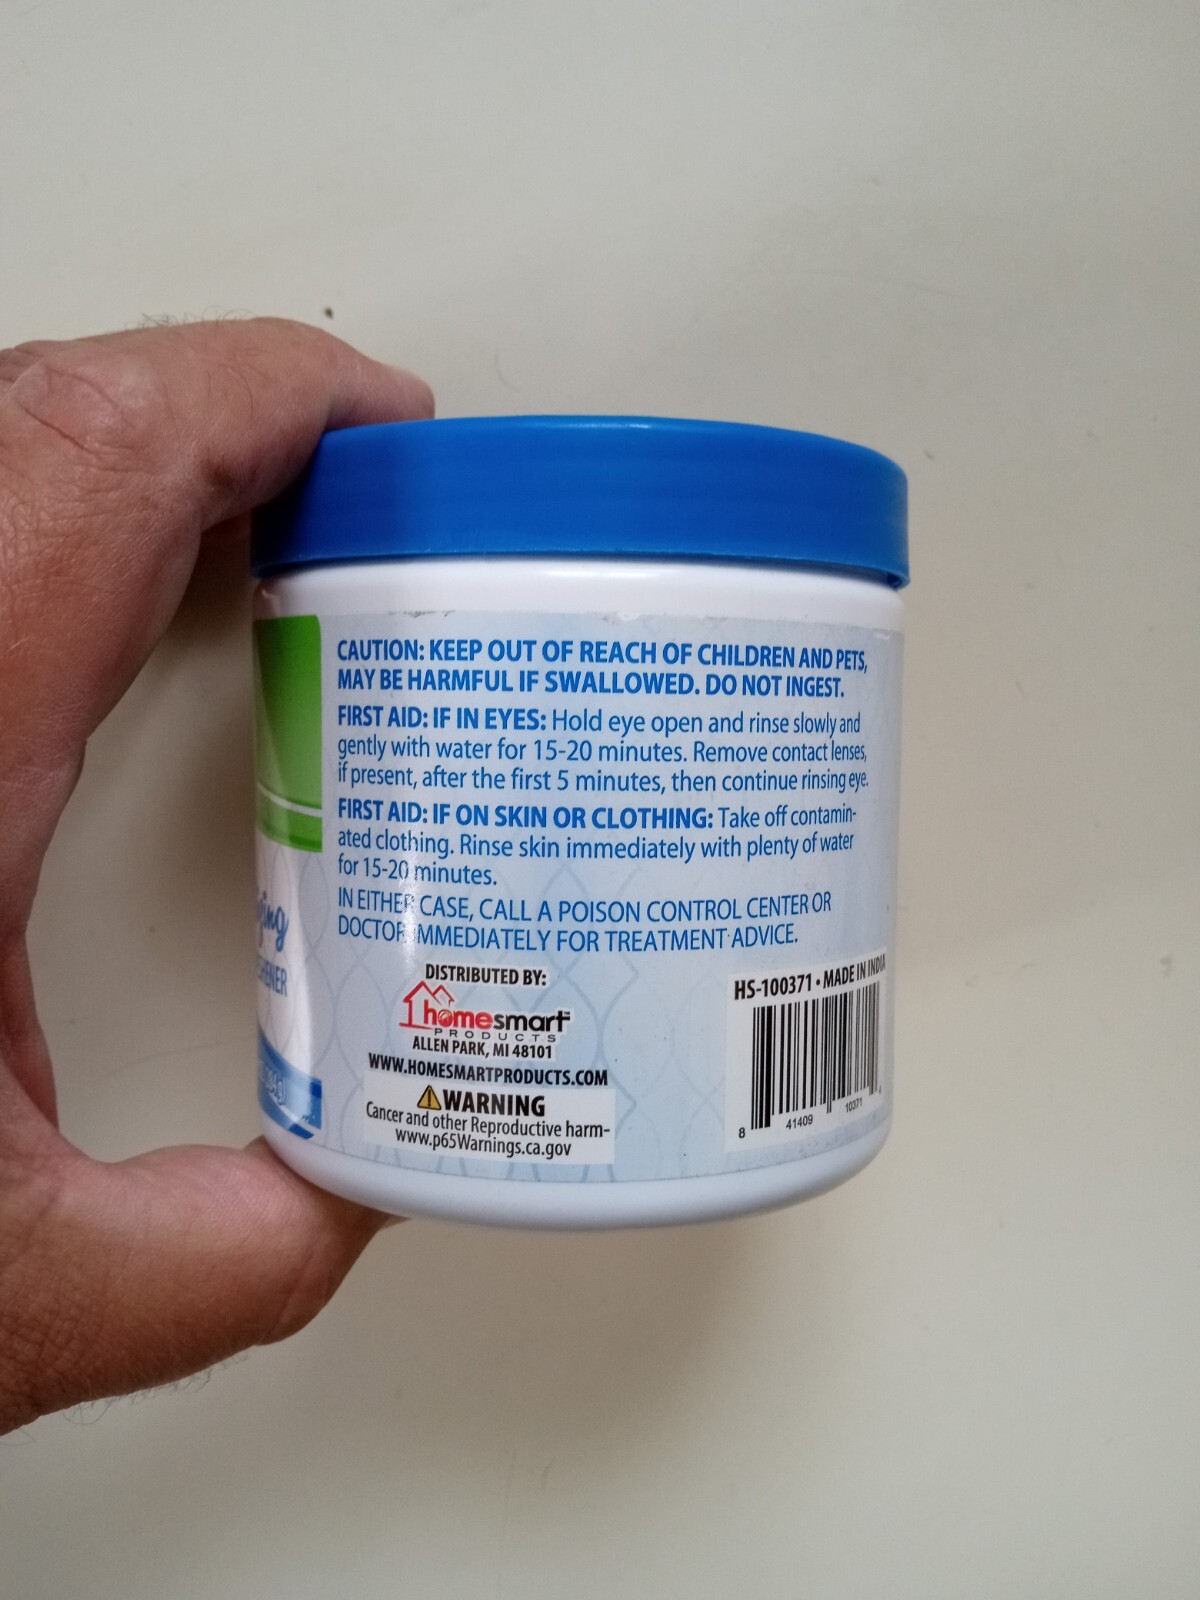 CAUTION: KEEP OUT OF REACH OF CHILDREN AND PETS,
MAY BE HARMFUL IF SWALLOWED. DO NOT INGEST.
FIRST AID: IF IN EYES: Hold eye open and rinse slowly and
gently with water for 15-20 minutes. Remove contact lenses,
if present, after the first 5 minutes, then continue rinsing eye.
FIRST AID: IF ON SKIN OR CLOTHING: Take off contamin-
ated clothing. Rinse skin immediately with plenty of water
for 15-20 minutes.
IN EITHER CASE, CALL A POISON CONTROL CENTER OR
DOCTOR IMMEDIATELY FOR TREATMENT ADVICE.
DISTRIBUTED BY:
homesmart
PRODUCTS
ALLEN PARK, MI 48101
WWW.HOMESMARTPRODUCTS.COM
WARNING
Cancer and other Reproductive harm-
www.p65Warnings.ca.gov
HS-100371 • MADE IN INDIA
8 41409 10371 4